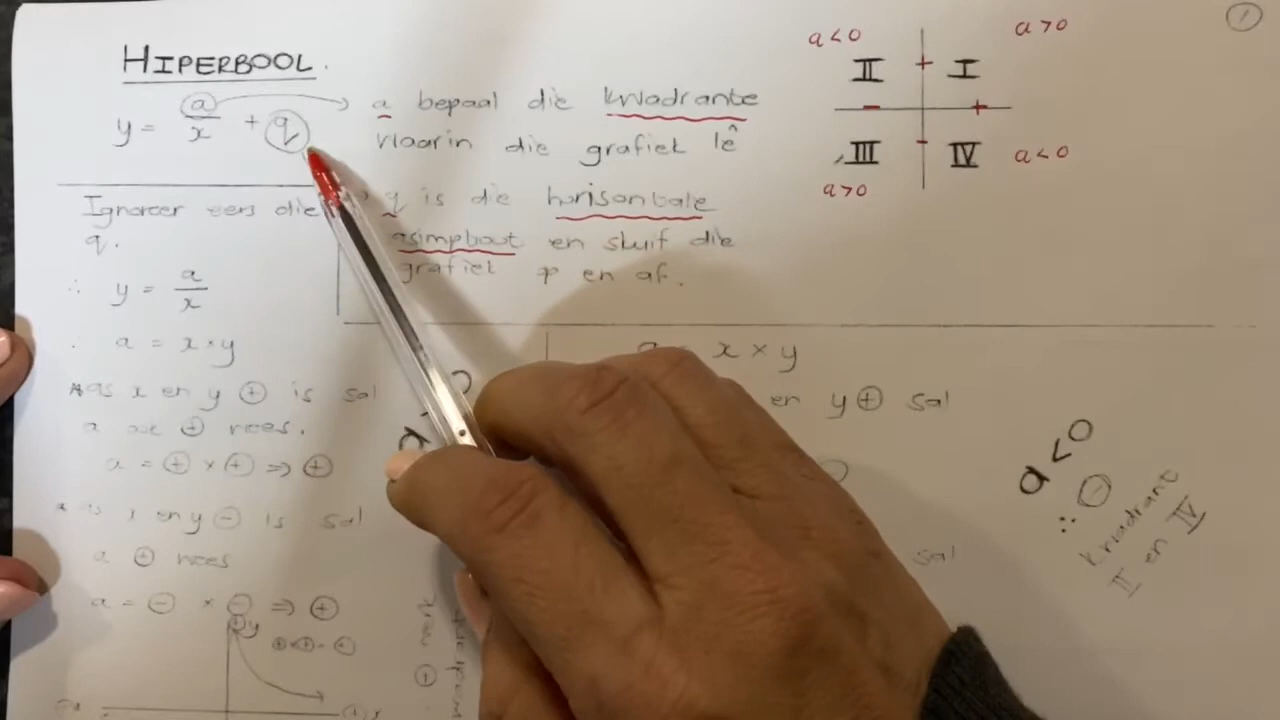 1
HIPERBOOL.
y = a/x + q
a bepaal die kwadrante
waarin die grafiek lê
q is die horisontale
asimptoot en skuif die
grafiek op en af.
a<0
a>0
II
+
I
-
+
III
-
IV
a<0
a>0
Ignoreer eers die
q.
∴ y = a/x
a = x × y
* as x en y ⊕ is sal
a ook ⊕ wees.
a = ⊕ × ⊕ => ⊕
* as x en y ⊖ is sal
a ⊕ wees
a = ⊖ × ⊖ => ⊕
⊕y
x × y
en y ⊕ sal
sal
a<0
∴ ⊖
kwadrant
II en IV